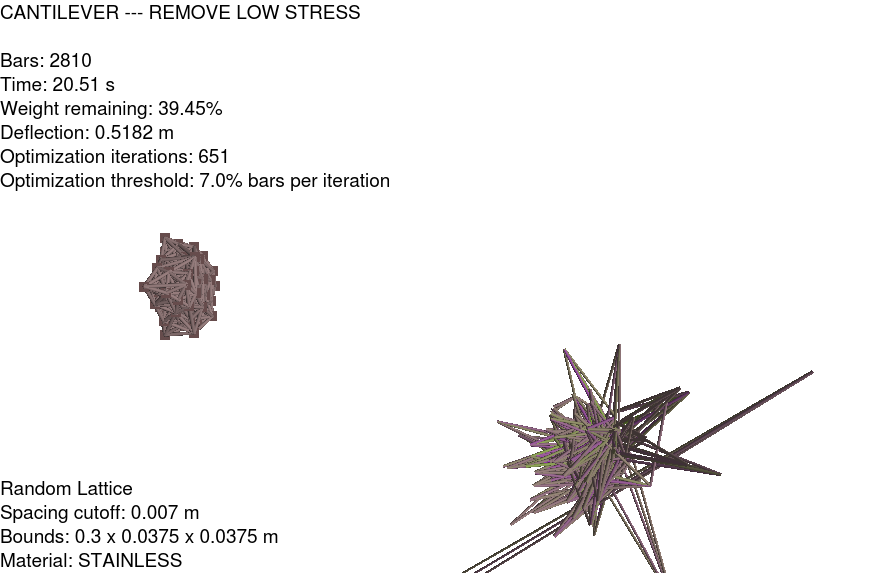 CANTILEVER --- REMOVE LOW STRESS
Bars: 2810
Time: 20.51 s
Weight remaining: 39.45%
Deflection: 0.5182 m
Optimization iterations: 651
Optimization threshold: 7.0% bars per iteration
Random Lattice
Spacing cutoff: 0.007 m
Bounds: 0.3 x 0.0375 x 0.0375 m
Material: STAINLESS